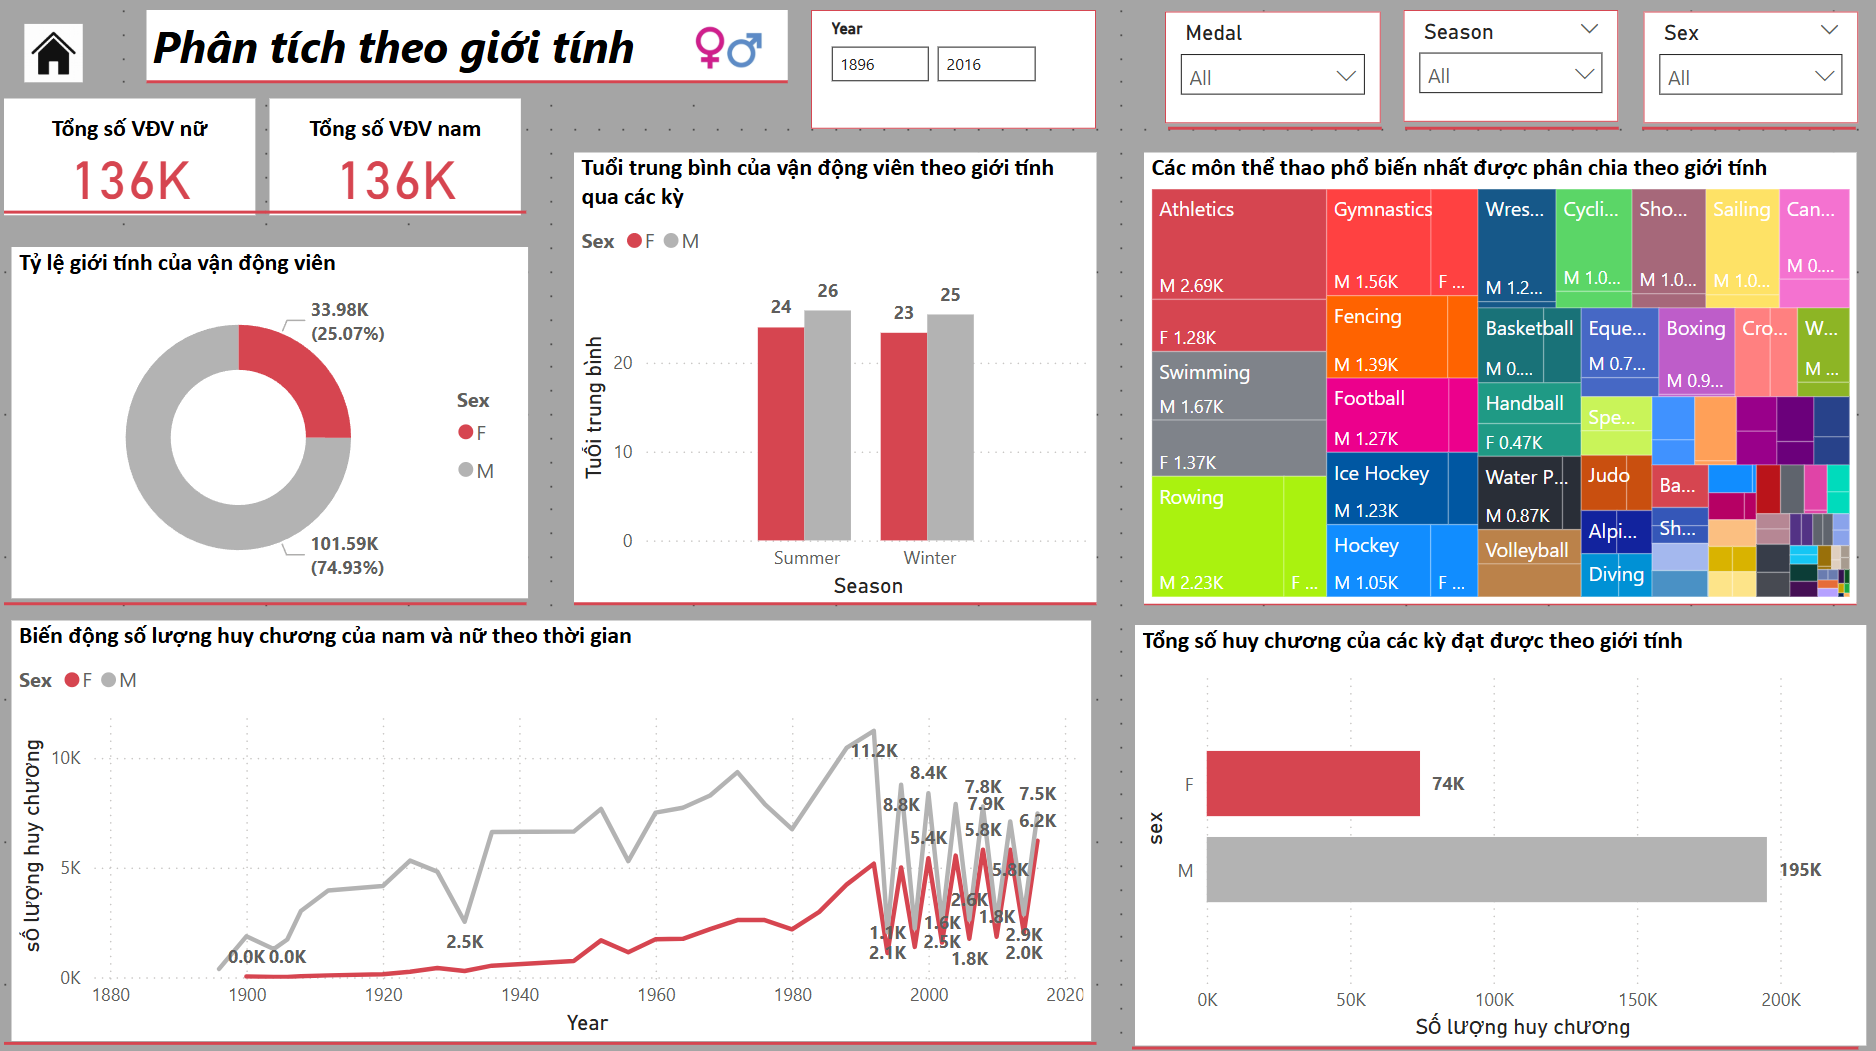 Phân tích theo giới tính
Year
1896
2016
Medal
All
Season
All
Sex
All
Tổng số VĐV nữ
136K
Tổng số VĐV nam
136K
Tỷ lệ giới tính của vận động viên
33.98K
(25.07%)
101.59K
(74.93%)
Sex
F
M
Tuổi trung bình của vận động viên theo giới tính
qua các kỳ
Sex F M
Tuổi trung bình
20
10
0
24
26
23
25
Summer
Winter
Season
Các môn thể thao phổ biến nhất được phân chia theo giới tính
Athletics
M 2.69K
F 1.28K
Swimming
M 1.67K
F 1.37K
Rowing
M 2.23K
F ...
Gymnastics
M 1.56K
F ...
Fencing
M 1.39K
Football
M 1.27K
Ice Hockey
M 1.23K
Hockey
M 1.05K
F ...
Wres...
M 1.2...
Cycli...
M 1.0...
Sho...
M 1.0...
Sailing
M 1.0...
Can...
M 0....
Basketball
M 0....
Eque...
M 0.7...
Boxing
M 0.9...
Cro...
W...
M ...
Handball
F 0.47K
Water P...
M 0.87K
Volleyball
Spe...
Judo
Alpi...
Diving
Ba...
Sh...
Biến động số lượng huy chương của nam và nữ theo thời gian
Sex F M
số lượng huy chương
10K
5K
0K
0.0K
0.0K
2.5K
11.2K
8.8K
8.4K
5.4K
7.8K
7.9K
5.8K
7.5K
6.2K
5.8K
2.6K
1.8K
1.6K
2.5K
1.1K
2.1K
1.8K
2.9K
2.0K
1880
1900
1920
1940
1960
1980
2000
2020
Year
Tổng số huy chương của các kỳ đạt được theo giới tính
sex
F
74K
M
195K
0K
50K
100K
150K
200K
Số lượng huy chương